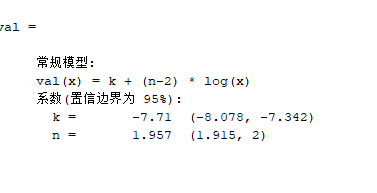 val =
常规模型:
val(x) = k + (n-2) * log(x)
系数(置信边界为 95%):
k = -7.71 (-8.078, -7.342)
n = 1.957 (1.915, 2)